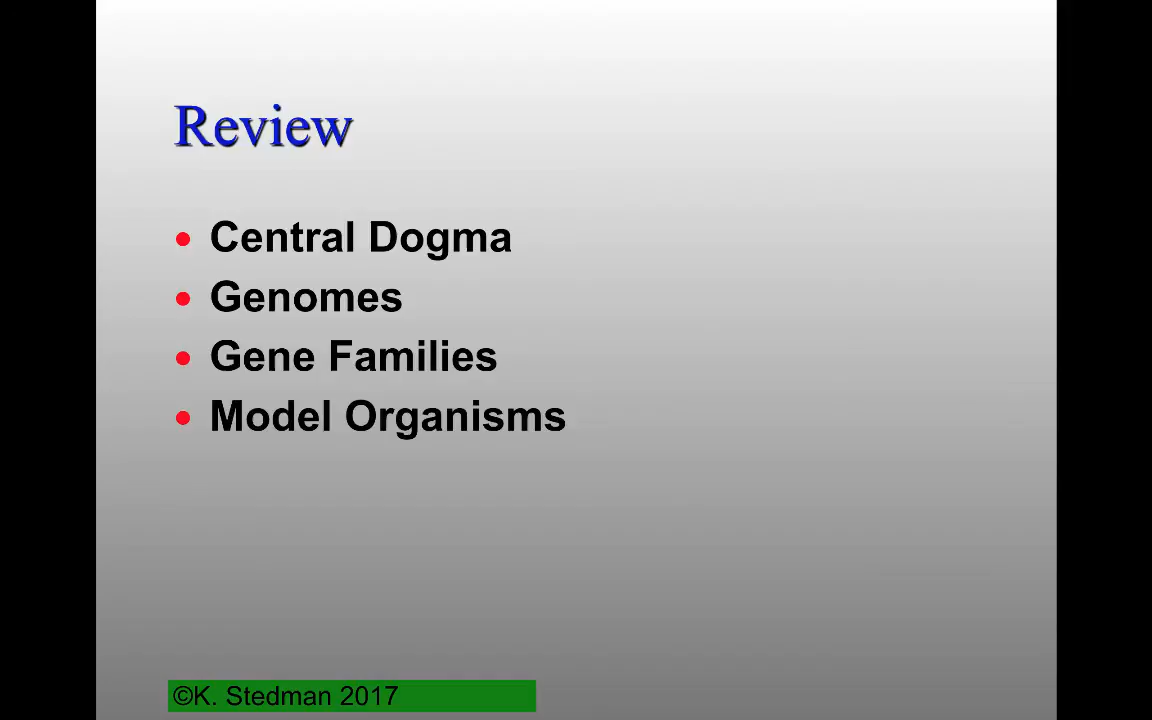 Review
• Central Dogma
• Genomes
• Gene Families
• Model Organisms
©K. Stedman 2017